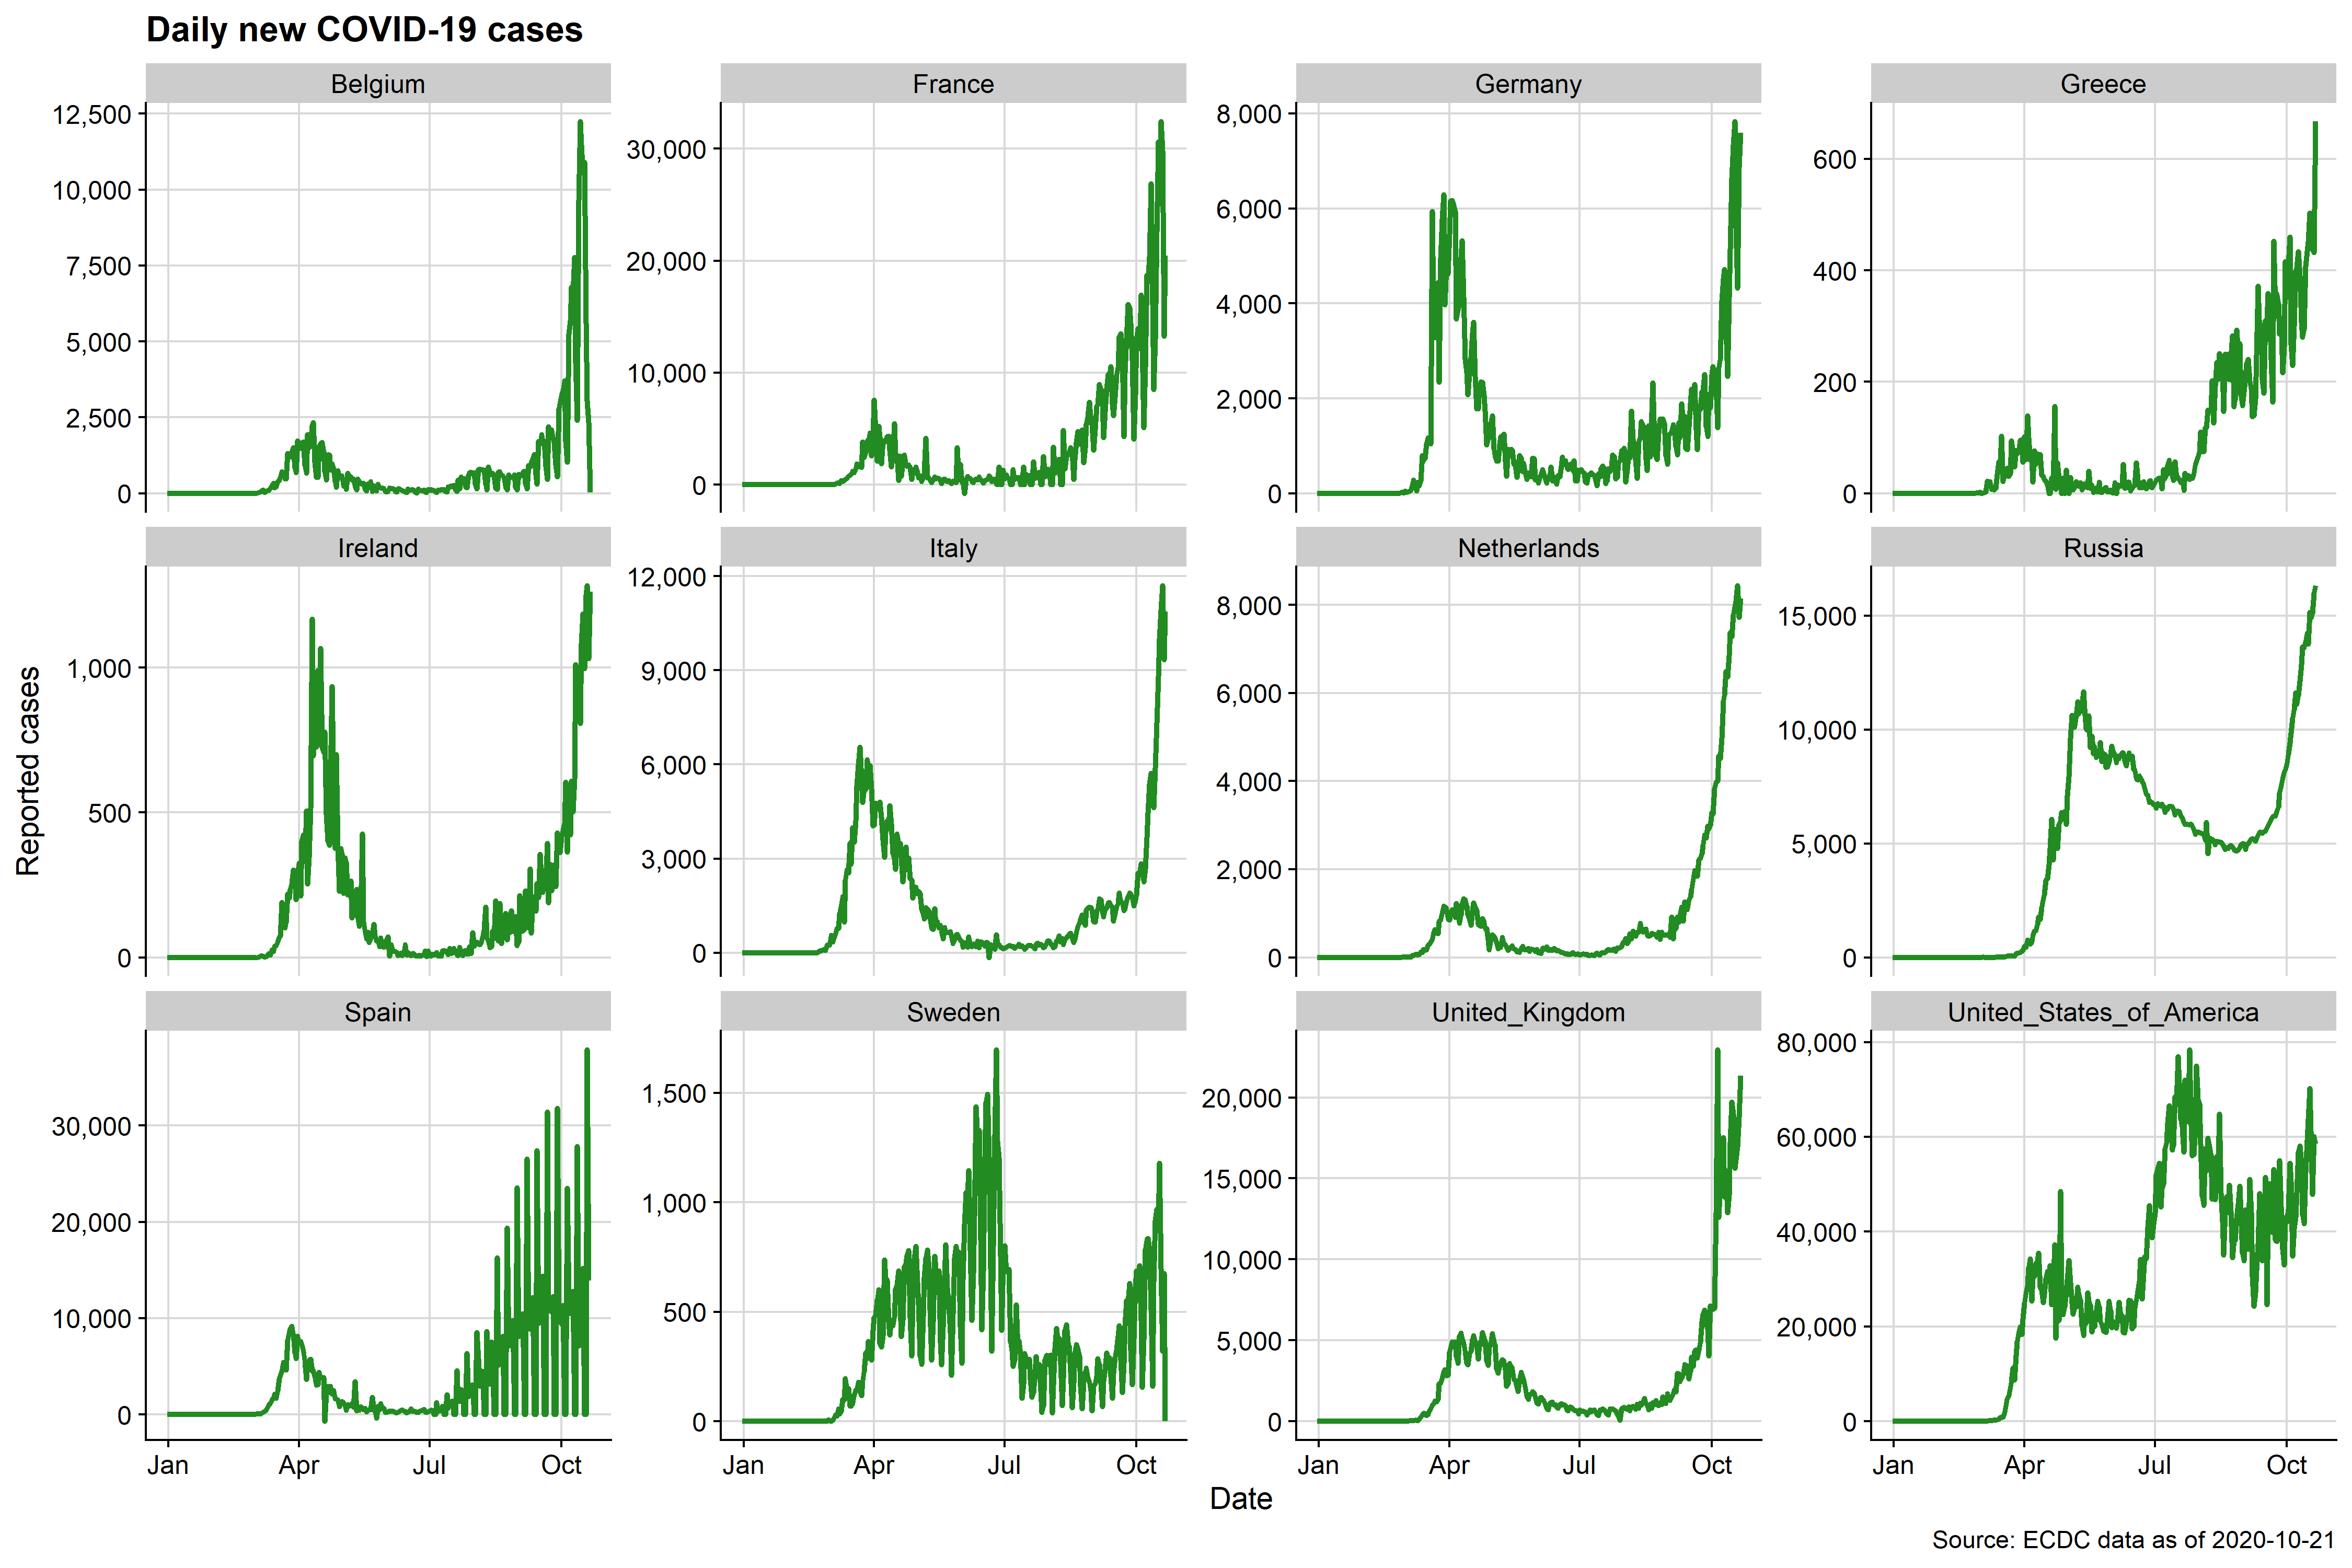 Daily new COVID-19 cases
Belgium
France
Germany
Greece
12,500
10,000
7,500
5,000
2,500
0
30,000
20,000
10,000
0
8,000
6,000
4,000
2,000
0
600
400
200
0
Ireland
Italy
Netherlands
Russia
1,000
500
0
12,000
9,000
6,000
3,000
0
8,000
6,000
4,000
2,000
0
15,000
10,000
5,000
0
Reported cases
Spain
Sweden
United_Kingdom
United_States_of_America
30,000
20,000
10,000
0
1,500
1,000
500
0
20,000
15,000
10,000
5,000
0
80,000
60,000
40,000
20,000
0
Jan Apr Jul Oct
Jan Apr Jul Oct
Jan Apr Jul Oct
Jan Apr Jul Oct
Date
Source: ECDC data as of 2020-10-21